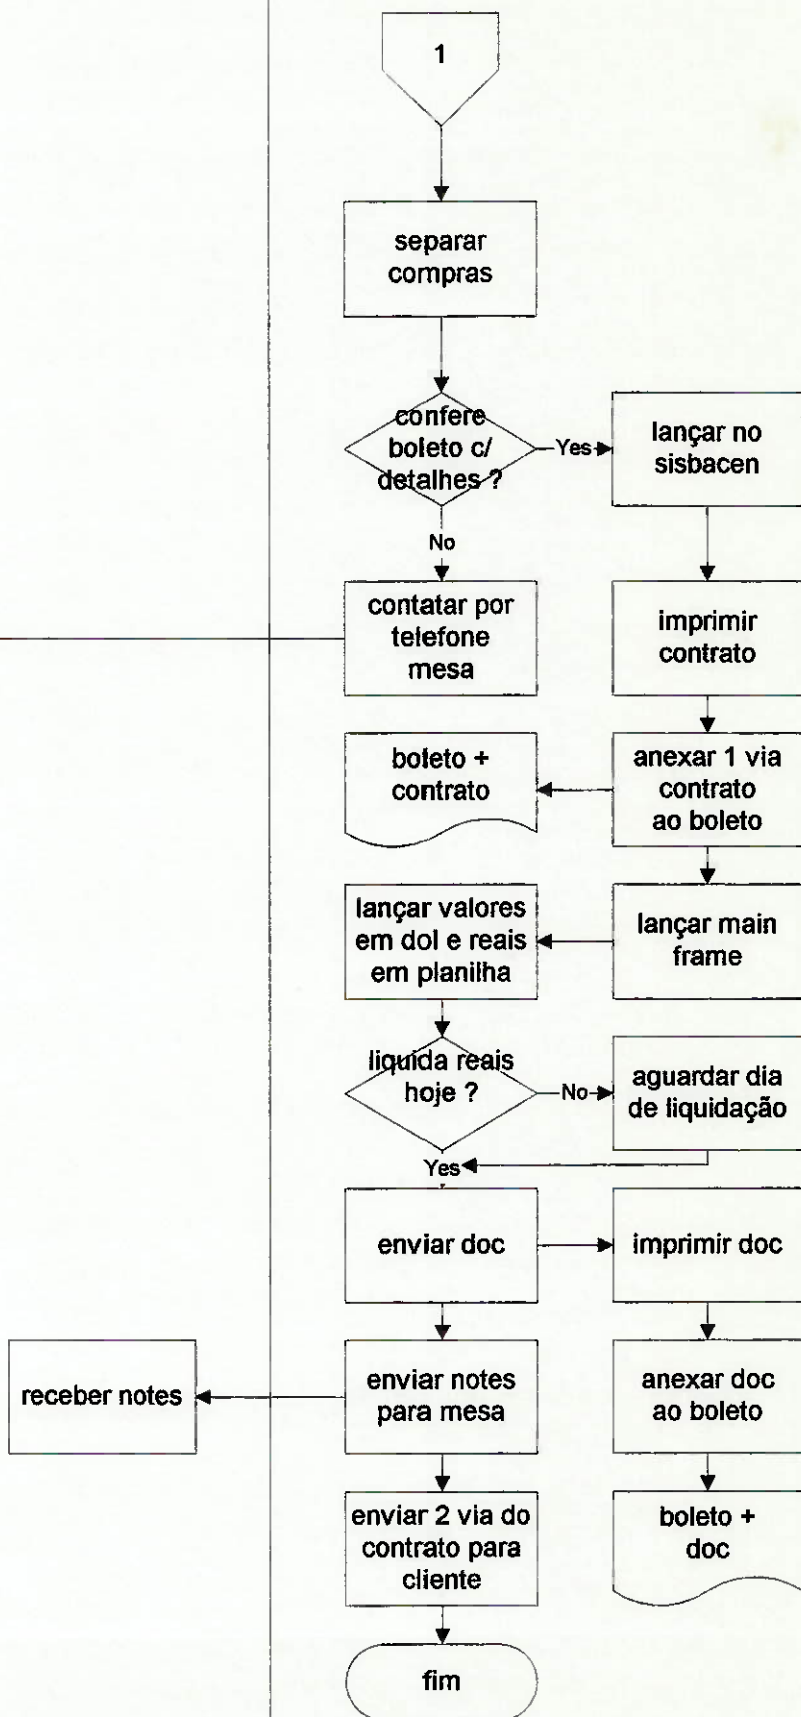 1
separar
compras
confere
boleto c/
detalhes ?
Yes
lançar no
sisbacen
No
contatar por
telefone
mesa
imprimir
contrato
boleto +
contrato
anexar 1 via
contrato
ao boleto
lançar valores
em dol e reais
em planilha
lançar main
frame
liquida reais
hoje ?
No
aguardar dia
de liquidação
Yes
enviar doc
imprimir doc
receber notes
enviar notes
para mesa
anexar doc
ao boleto
enviar 2 via do
contrato para
cliente
boleto +
doc
fim